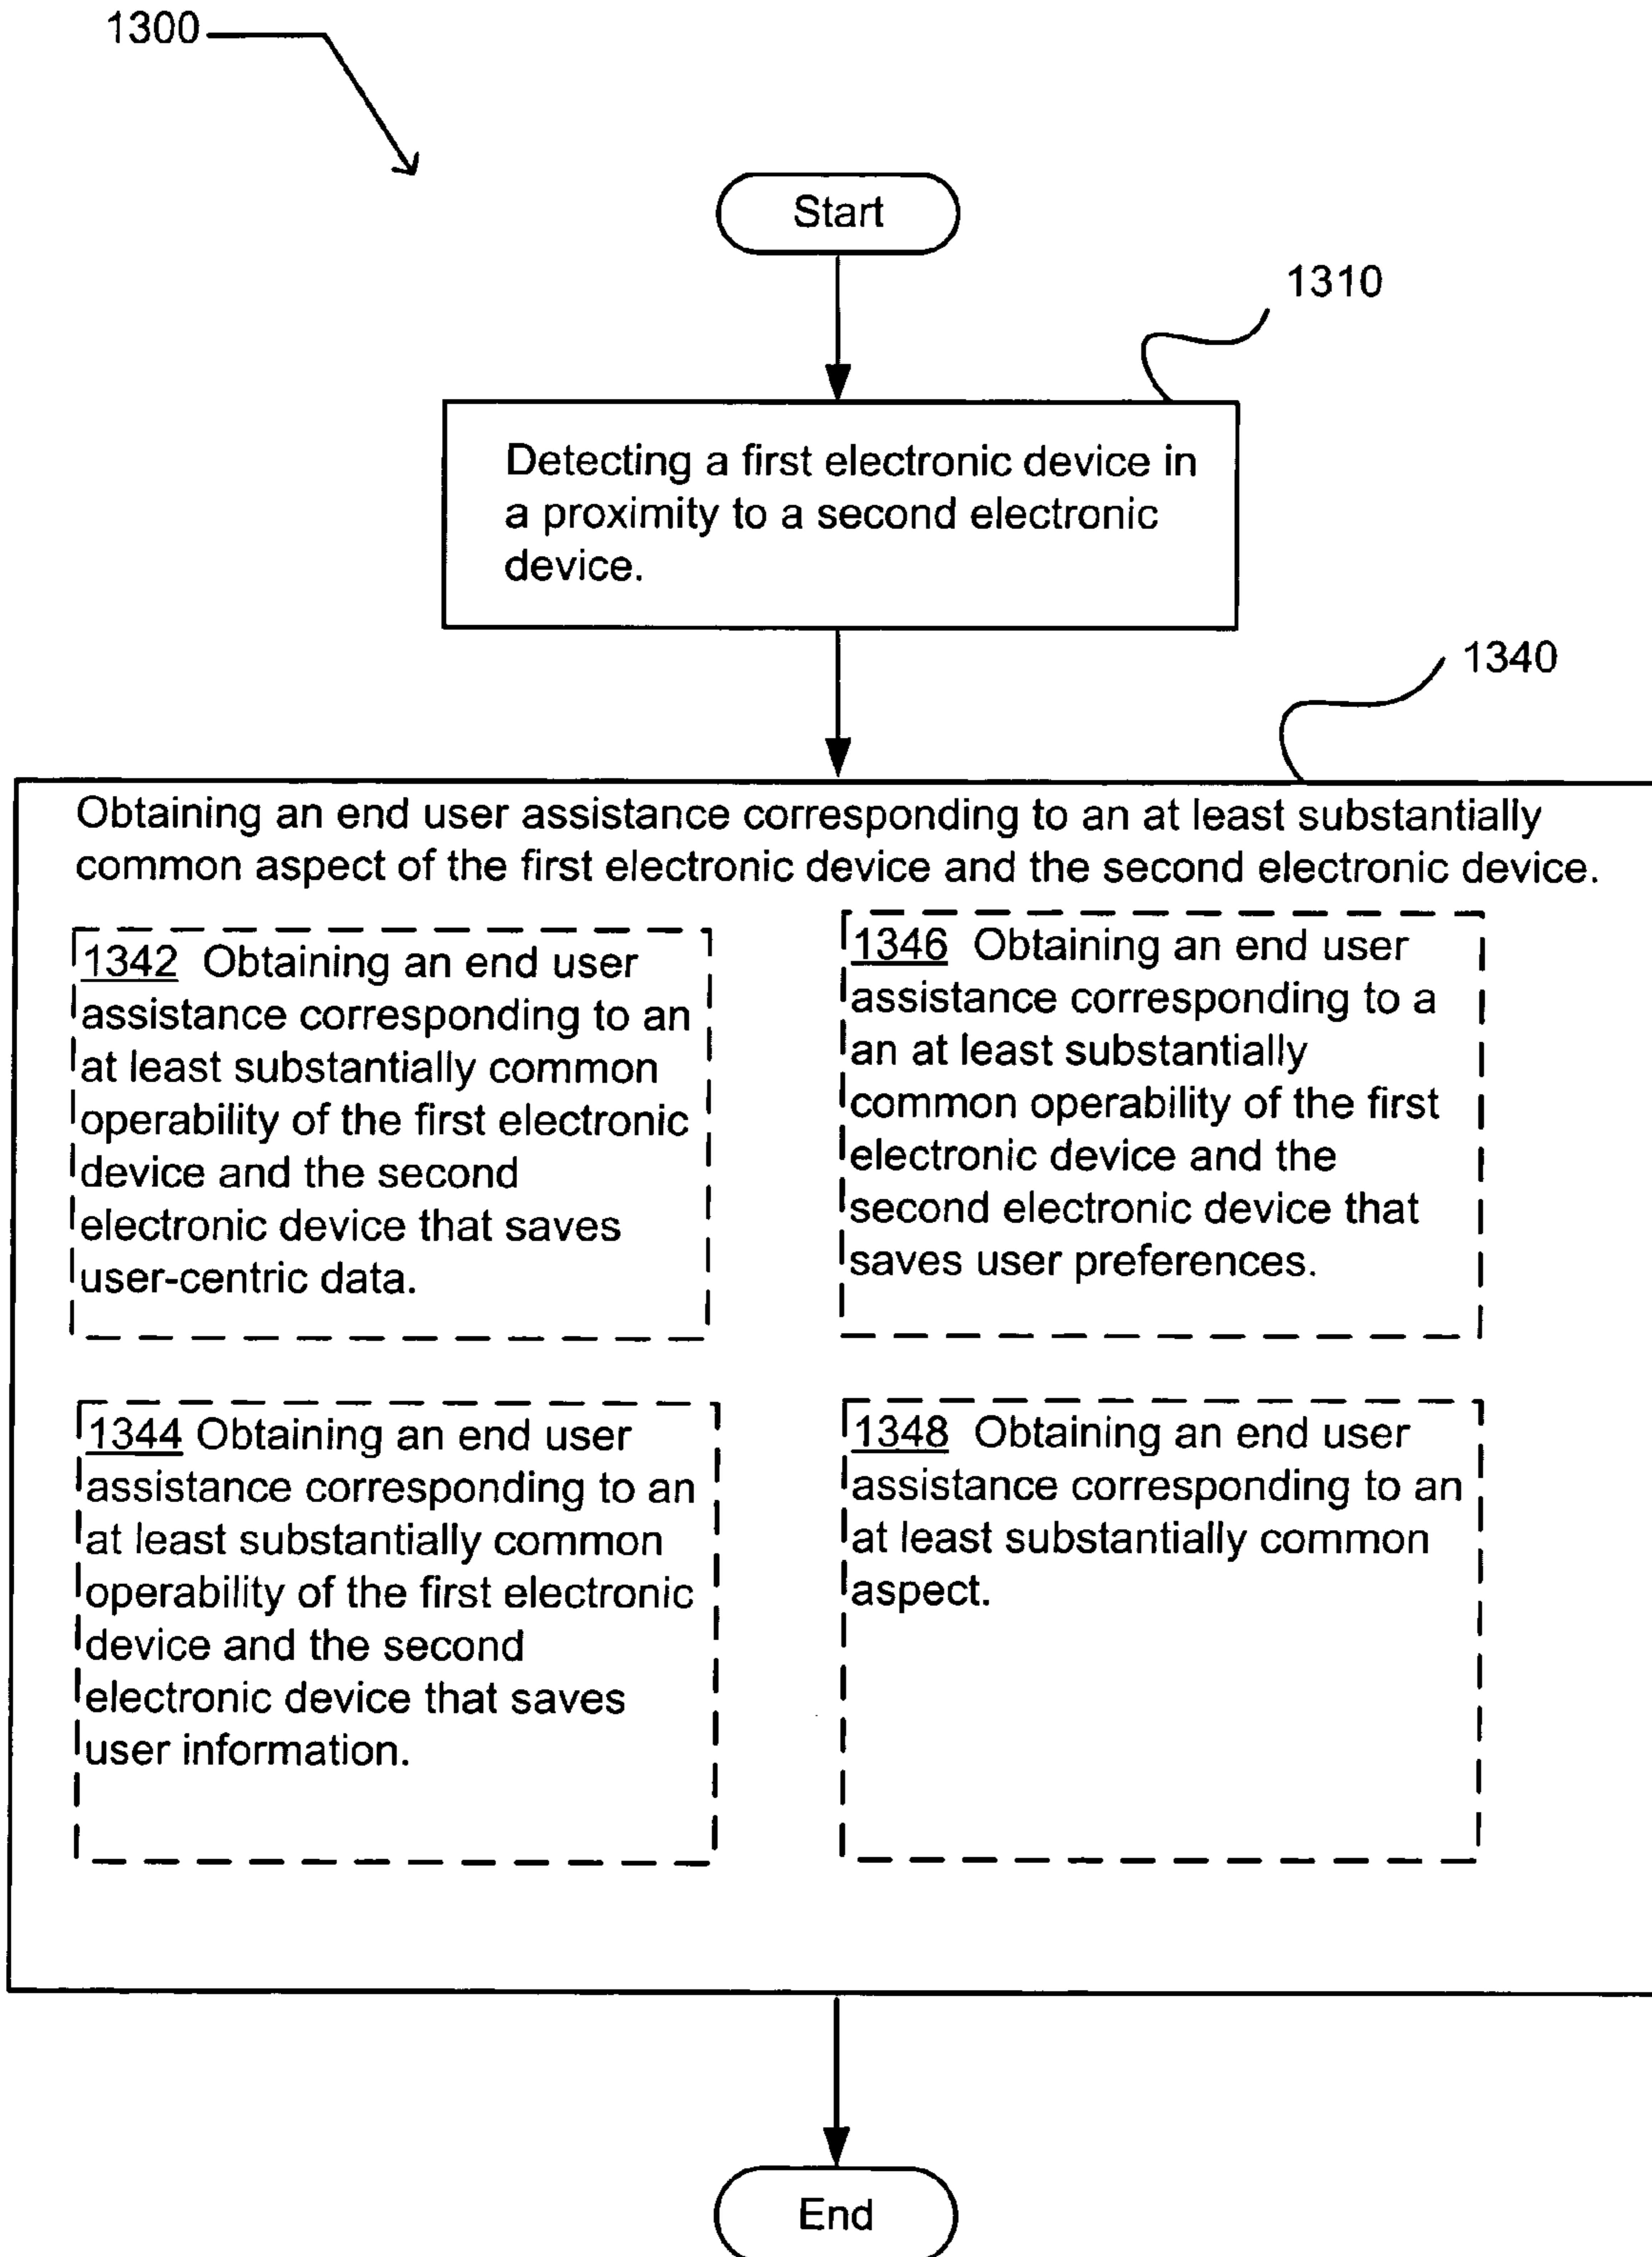 1300
Start
1310
Detecting a first electronic device in
a proximity to a second electronic
device.
1340
Obtaining an end user assistance corresponding to an at least substantially
common aspect of the first electronic device and the second electronic device.
1342 Obtaining an end user
assistance corresponding to an
at least substantially common
operability of the first electronic
device and the second
electronic device that saves
user-centric data.
1346 Obtaining an end user
assistance corresponding to a
an at least substantially
common operability of the first
electronic device and the
second electronic device that
saves user preferences.
1344 Obtaining an end user
assistance corresponding to an
at least substantially common
operability of the first electronic
device and the second
electronic device that saves
user information.
1348 Obtaining an end user
assistance corresponding to an
at least substantially common
aspect.
End